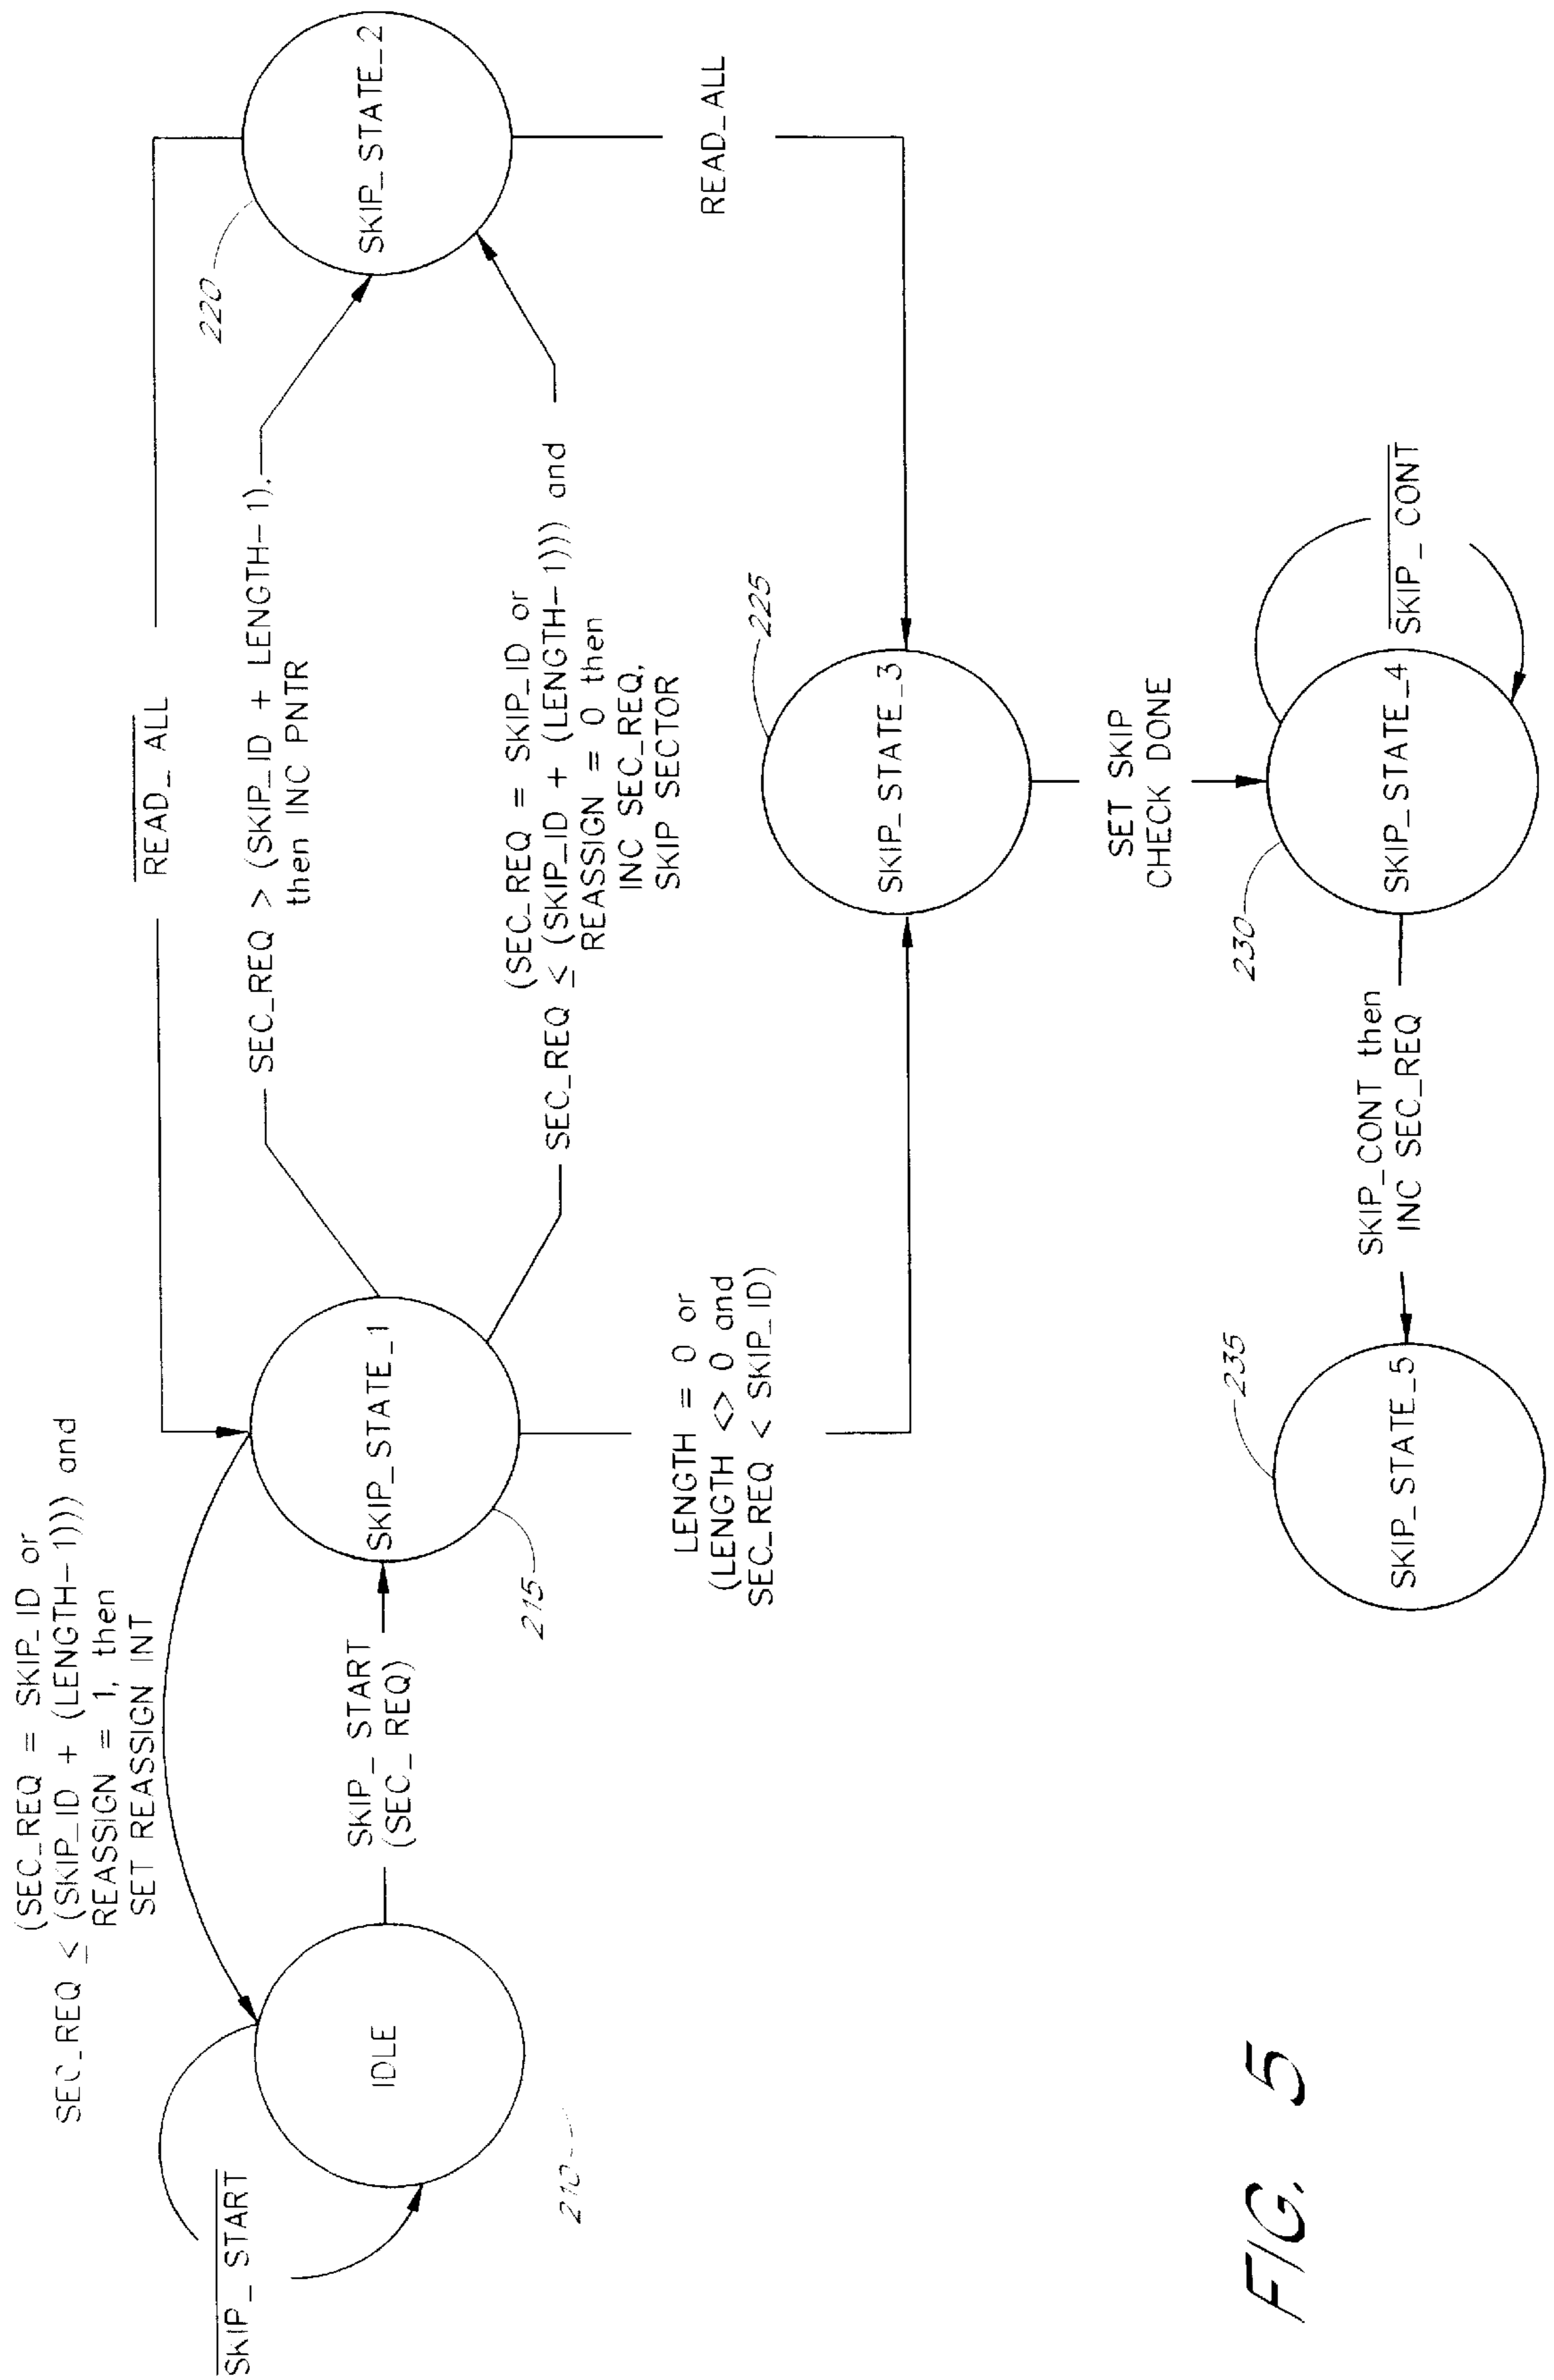 (SEC_REQ = SKIP_ID or
SEC_REQ ≤ (SKIP_ID + (LENGTH-1))) and
REASSIGN = 1, then
SET REASSIGN INT
SKIP_START
IDLE
210
SKIP_START
(SEC_REQ)
SKIP_STATE_1
215
READ_ALL
SEC_REQ > (SKIP_ID + LENGTH-1).
then INC PNTR
(SEC_REQ = SKIP_ID or
SEC_REQ ≤ (SKIP_ID + (LENGTH-1))) and
REASSIGN = 0 then
INC SEC_REQ,
SKIP SECTOR
SKIP_STATE_2
220
READ_ALL
LENGTH = 0 or
(LENGTH <> 0 and
SEC_REQ < SKIP_ID)
SKIP_STATE_3
225
SET SKIP
CHECK DONE
SKIP_STATE_4
230
SKIP_CONT
SKIP_CONT then
INC SEC_REQ
SKIP_STATE_5
235
FIG. 5